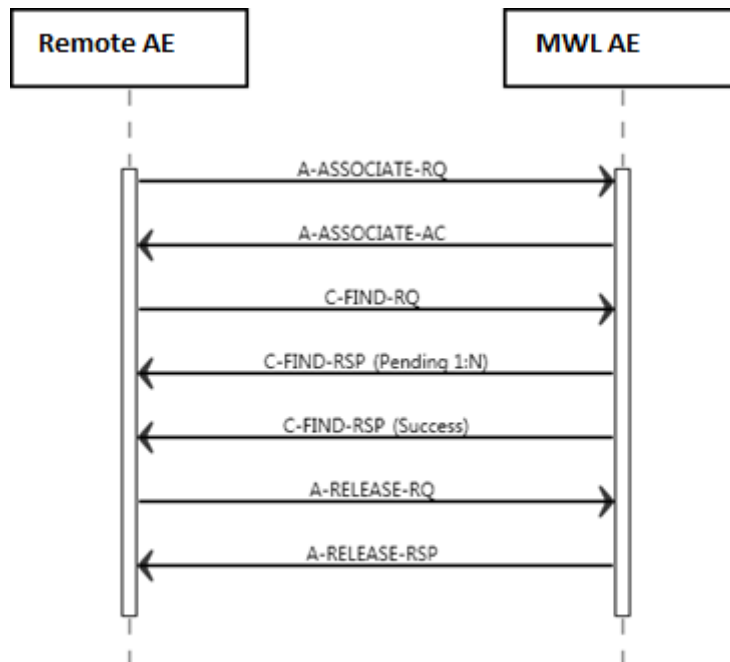 Remote AE
MWL AE
A-ASSOCIATE-RQ
A-ASSOCIATE-AC
C-FIND-RQ
C-FIND-RSP (Pending 1:N)
C-FIND-RSP (Success)
A-RELEASE-RQ
A-RELEASE-RSP